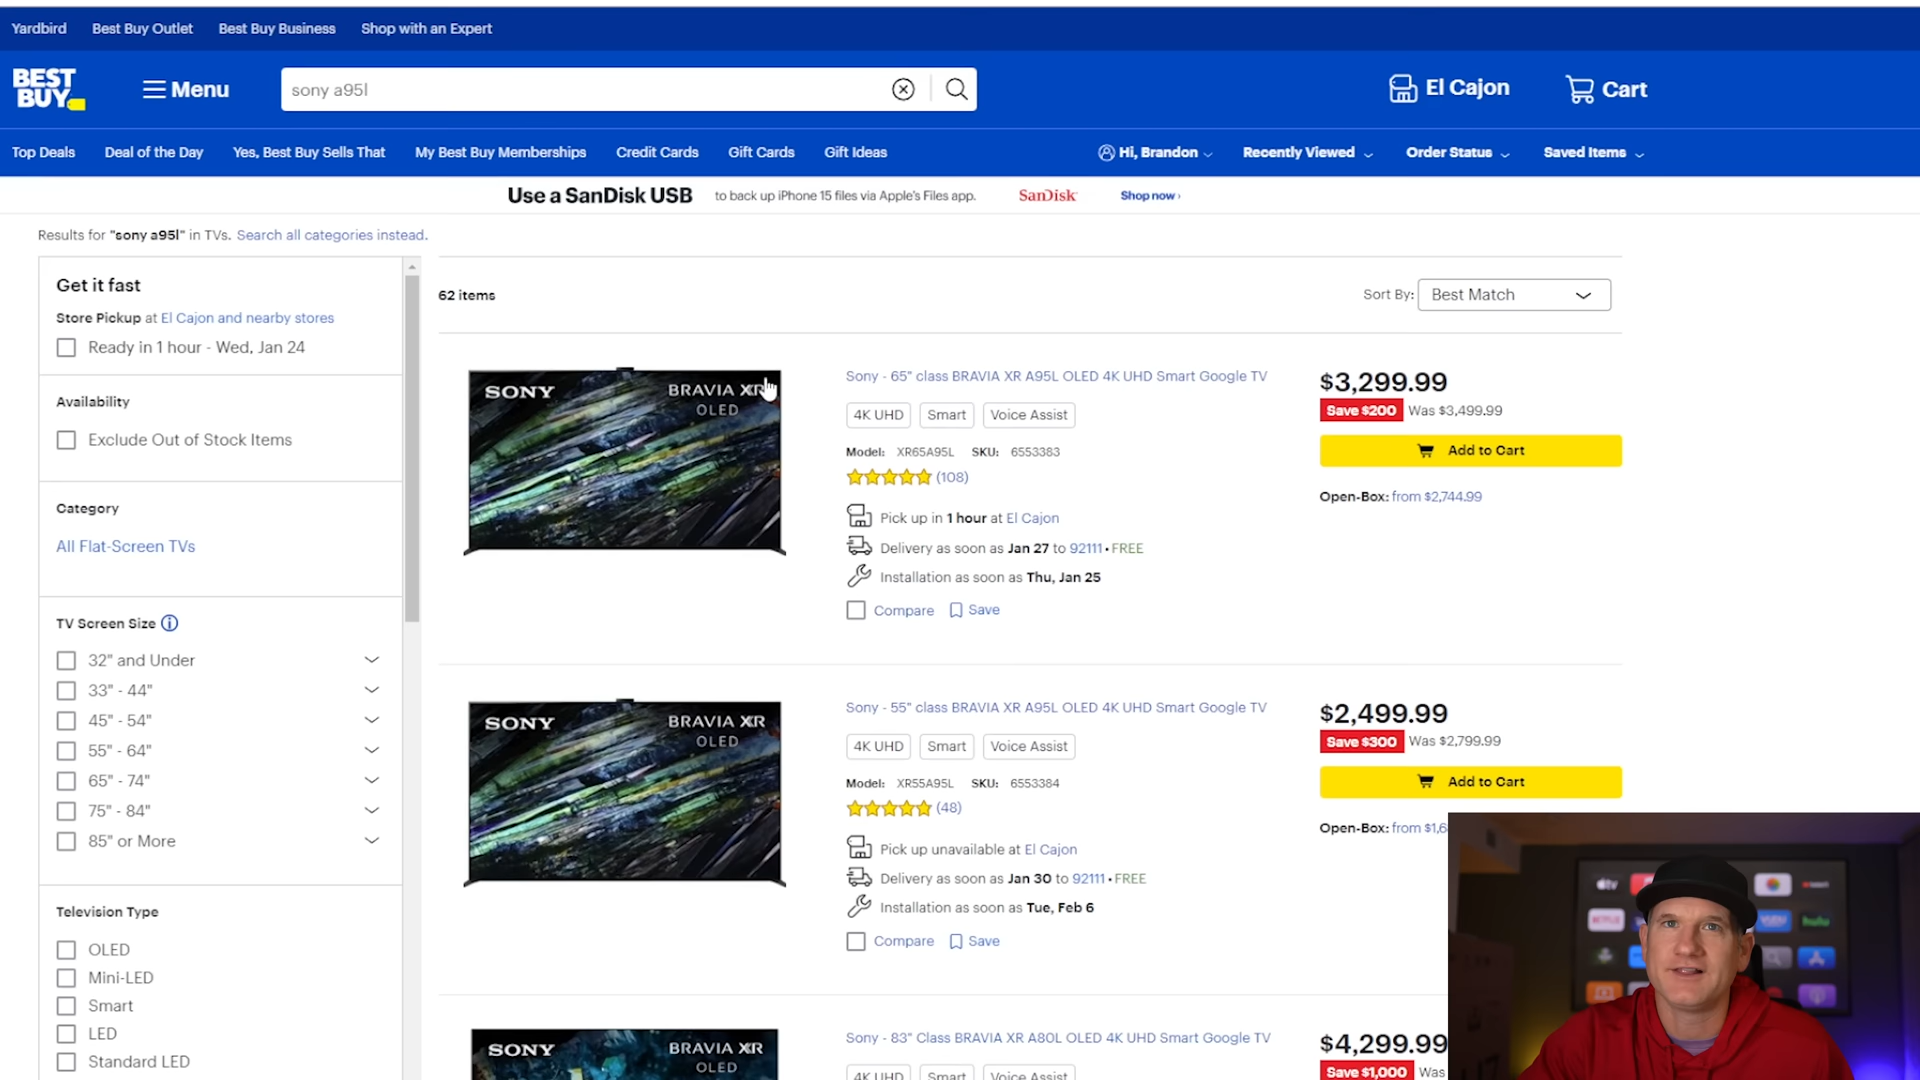 Yardbird Best Buy Outlet Best Buy Business Shop with an Expert
BEST BUY
Menu
sony a95l
El Cajon
Cart
Top Deals Deal of the Day Yes, Best Buy Sells That My Best Buy Memberships Credit Cards Gift Cards Gift Ideas Hi, Brandon Recently Viewed Order Status Saved Items
Use a SanDisk USB to back up iPhone 15 files via Apple's Files app. SanDisk Shop now ›
Results for "sony a95l" in TVs. Search all categories instead.
Get it fast
Store Pickup at El Cajon and nearby stores
Ready in 1 hour - Wed, Jan 24
Availability
Exclude Out of Stock Items
Category
All Flat-Screen TVs
TV Screen Size
32" and Under
33" - 44"
45" - 54"
55" - 64"
65" - 74"
75" - 84"
85" or More
Television Type
OLED
Mini-LED
Smart
LED
Standard LED
62 items
Sort By: Best Match
SONY
BRAVIA XR
OLED
Sony - 65" class BRAVIA XR A95L OLED 4K UHD Smart Google TV
4K UHD Smart Voice Assist
Model: XR65A95L SKU: 6553383
(108)
Pick up in 1 hour at El Cajon
Delivery as soon as Jan 27 to 92111 • FREE
Installation as soon as Thu, Jan 25
Compare Save
$3,299.99
Save $200 Was $3,499.99
Add to Cart
Open-Box: from $2,744.99
SONY
BRAVIA XR
OLED
Sony - 55" class BRAVIA XR A95L OLED 4K UHD Smart Google TV
4K UHD Smart Voice Assist
Model: XR55A95L SKU: 6553384
(48)
Pick up unavailable at El Cajon
Delivery as soon as Jan 30 to 92111 • FREE
Installation as soon as Tue, Feb 6
Compare Save
$2,499.99
Save $300 Was $2,799.99
Add to Cart
Open-Box: from
SONY
BRAVIA XR
OLED
Sony - 83" Class BRAVIA XR A80L OLED 4K UHD Smart Google TV
4K UHD Smart Voice Assist
$4,299.99
Save $1,000 Was
tv
NETFLIX
hulu